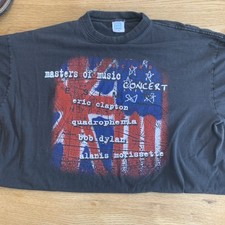 masters of music
CONCERT
eric clapton
quadrophenia
bob dylan
alanis morissette